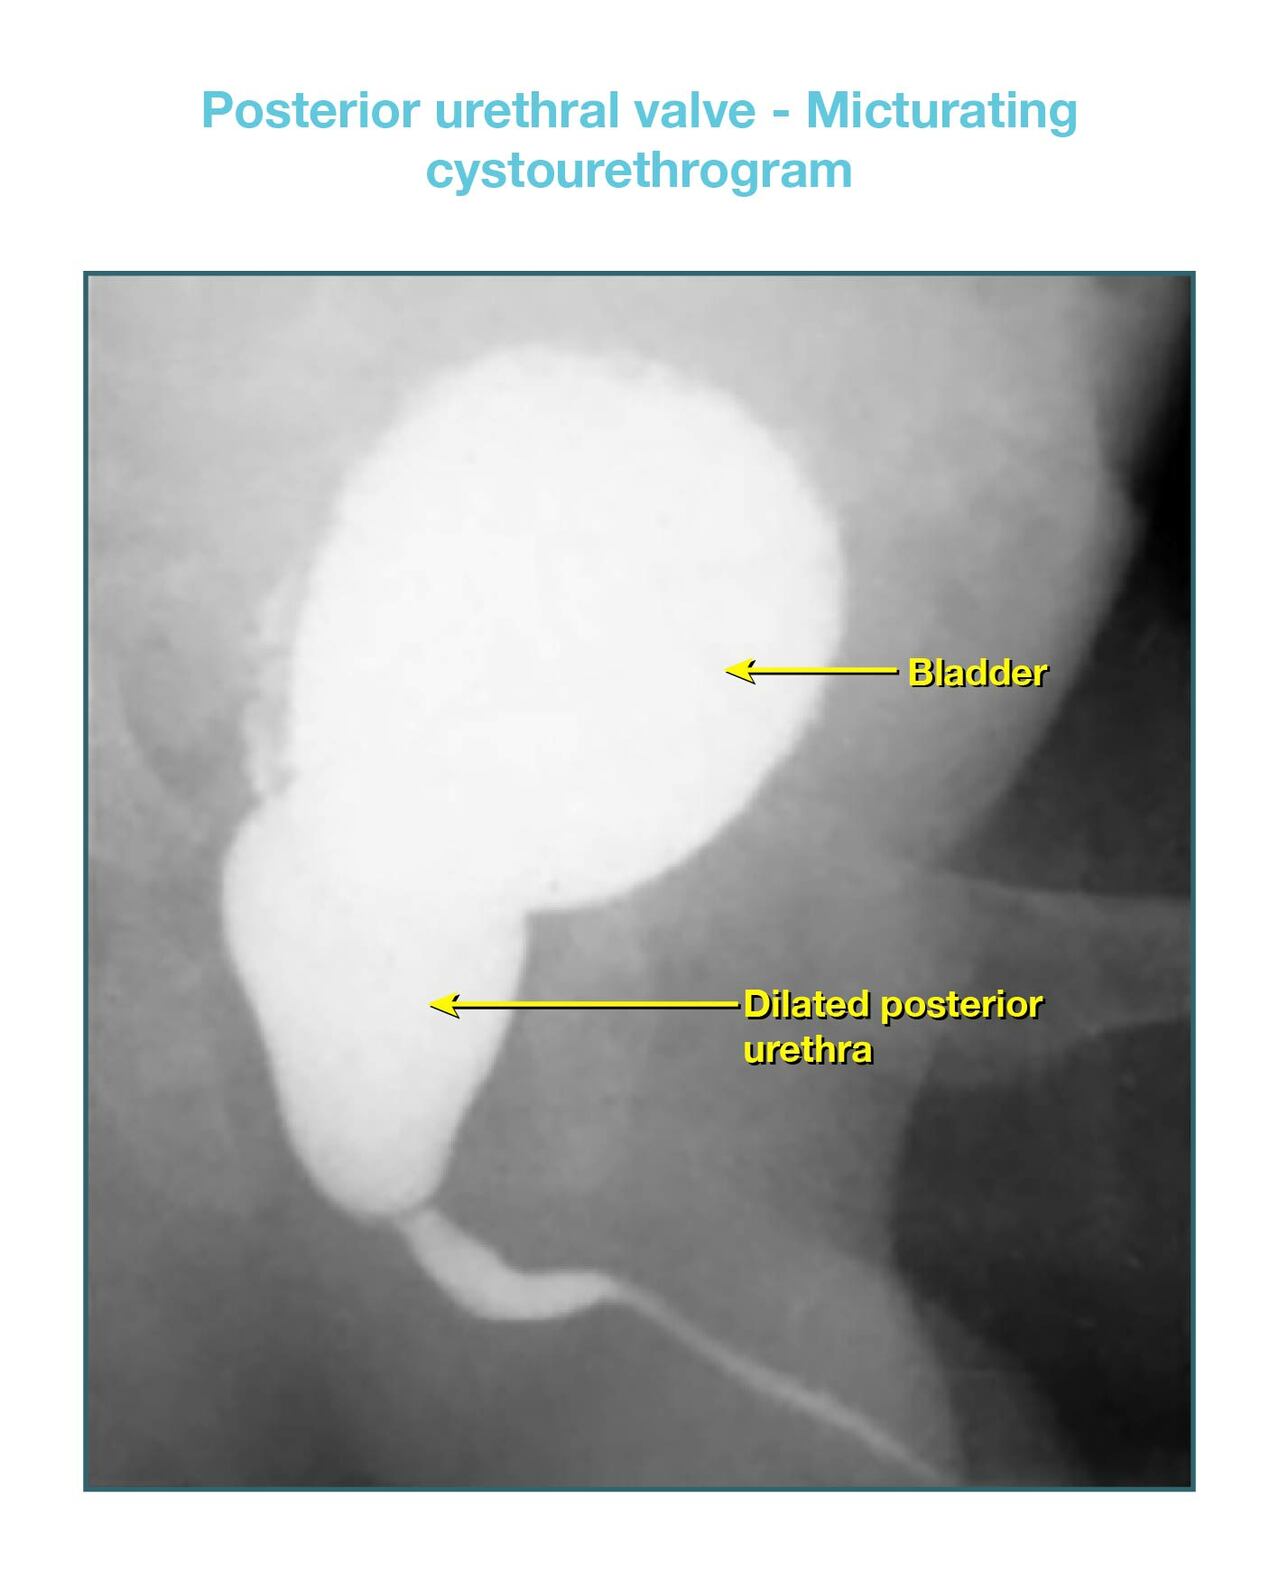 Posterior urethral valve - Micturating
cystourethrogram
Bladder
Dilated posterior
urethra